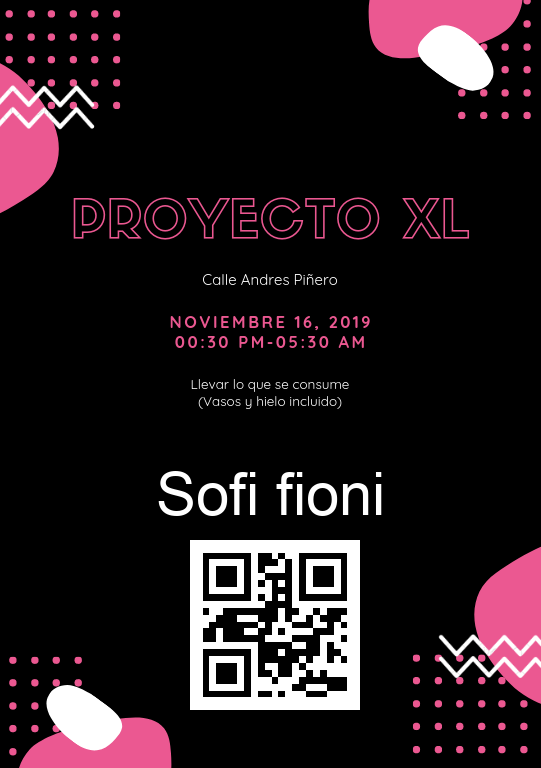 PROYECTO XL
Calle Andres Piñero
NOVIEMBRE 16, 2019
00:30 PM-05:30 AM
Llevar lo que se consume
(Vasos y hielo incluido)
Sofi fioni